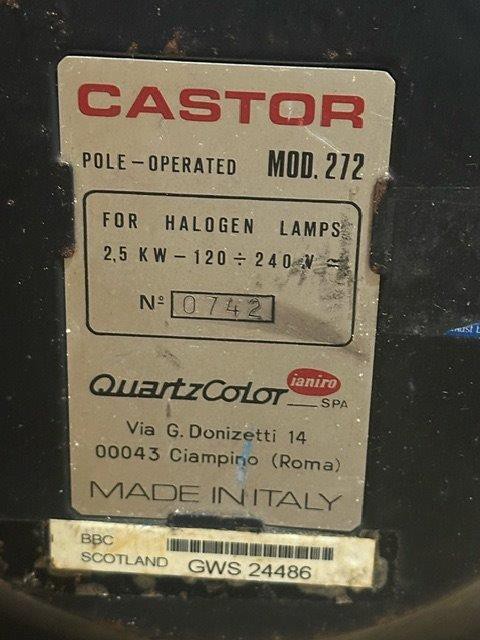 CASTOR
POLE-OPERATED MOD. 272
FOR HALOGEN LAMPS
2,5 KW - 120 ÷ 240 V ≂
Nº 0742
QuartzColor ianiro SPA
Via G. Donizetti 14
00043 Ciampino (Roma)
MADE IN ITALY
BBC
SCOTLAND GWS 24486